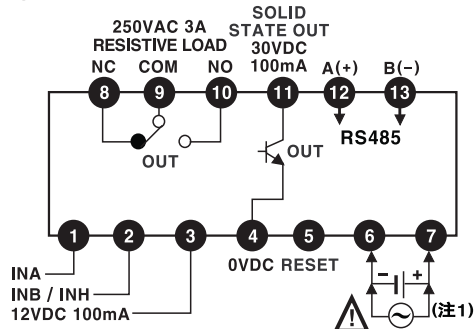 250VAC 3A
RESISTIVE LOAD
SOLID
STATE OUT
30VDC
100mA
NC COM NO
A(+) B(−)
8 9 10 11 12 13
RS485
OUT
OUT
1 2 3 4 5 6 7
0VDC RESET
INA
INB / INH
12VDC 100mA
− +
(注1)